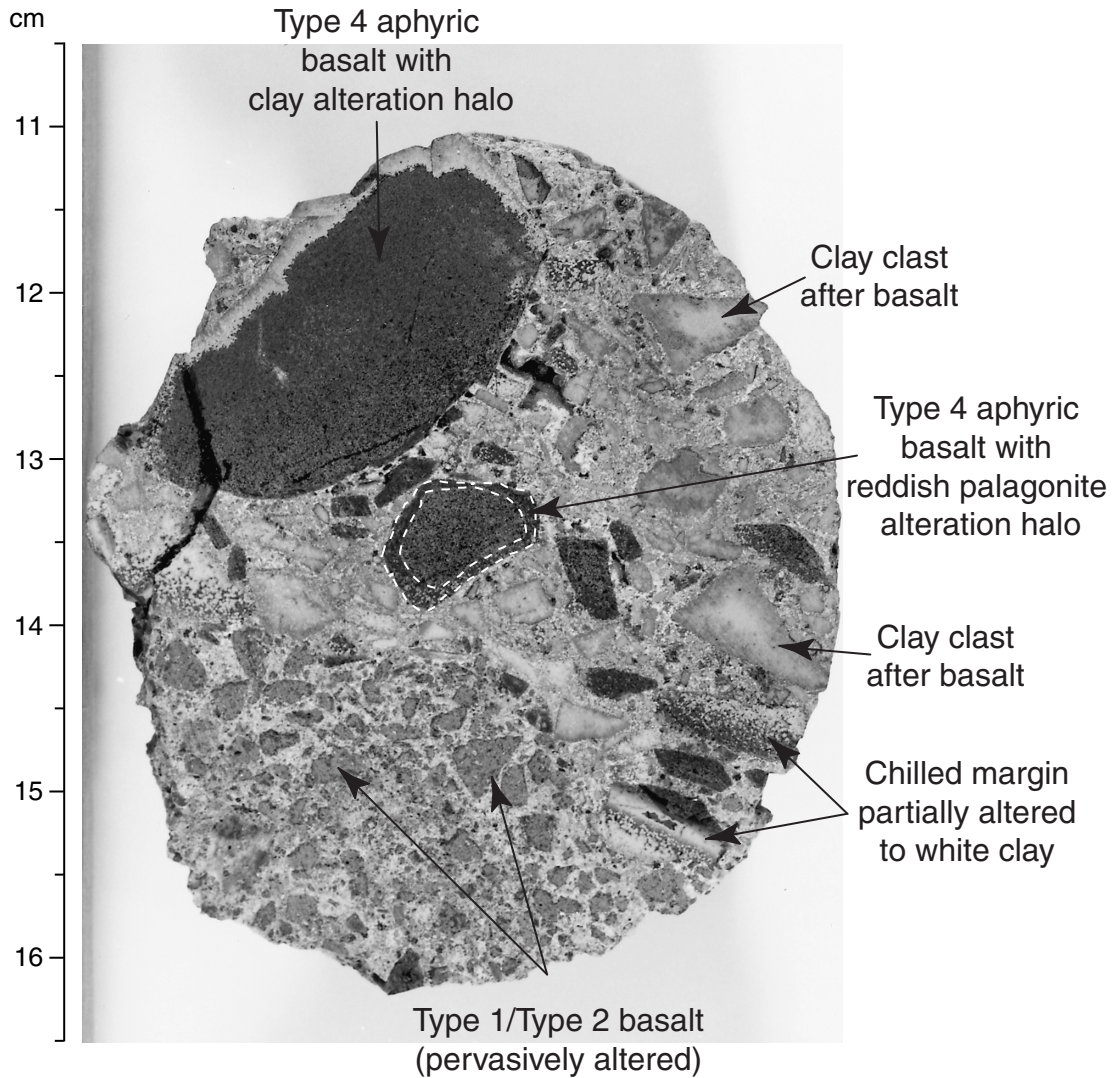 cm
Type 4 aphyric
basalt with
clay alteration halo
11
12
13
14
15
16
Clay clast
after basalt
Type 4 aphyric
basalt with
reddish palagonite
alteration halo
Clay clast
after basalt
Chilled margin
partially altered
to white clay
Type 1/Type 2 basalt
(pervasively altered)